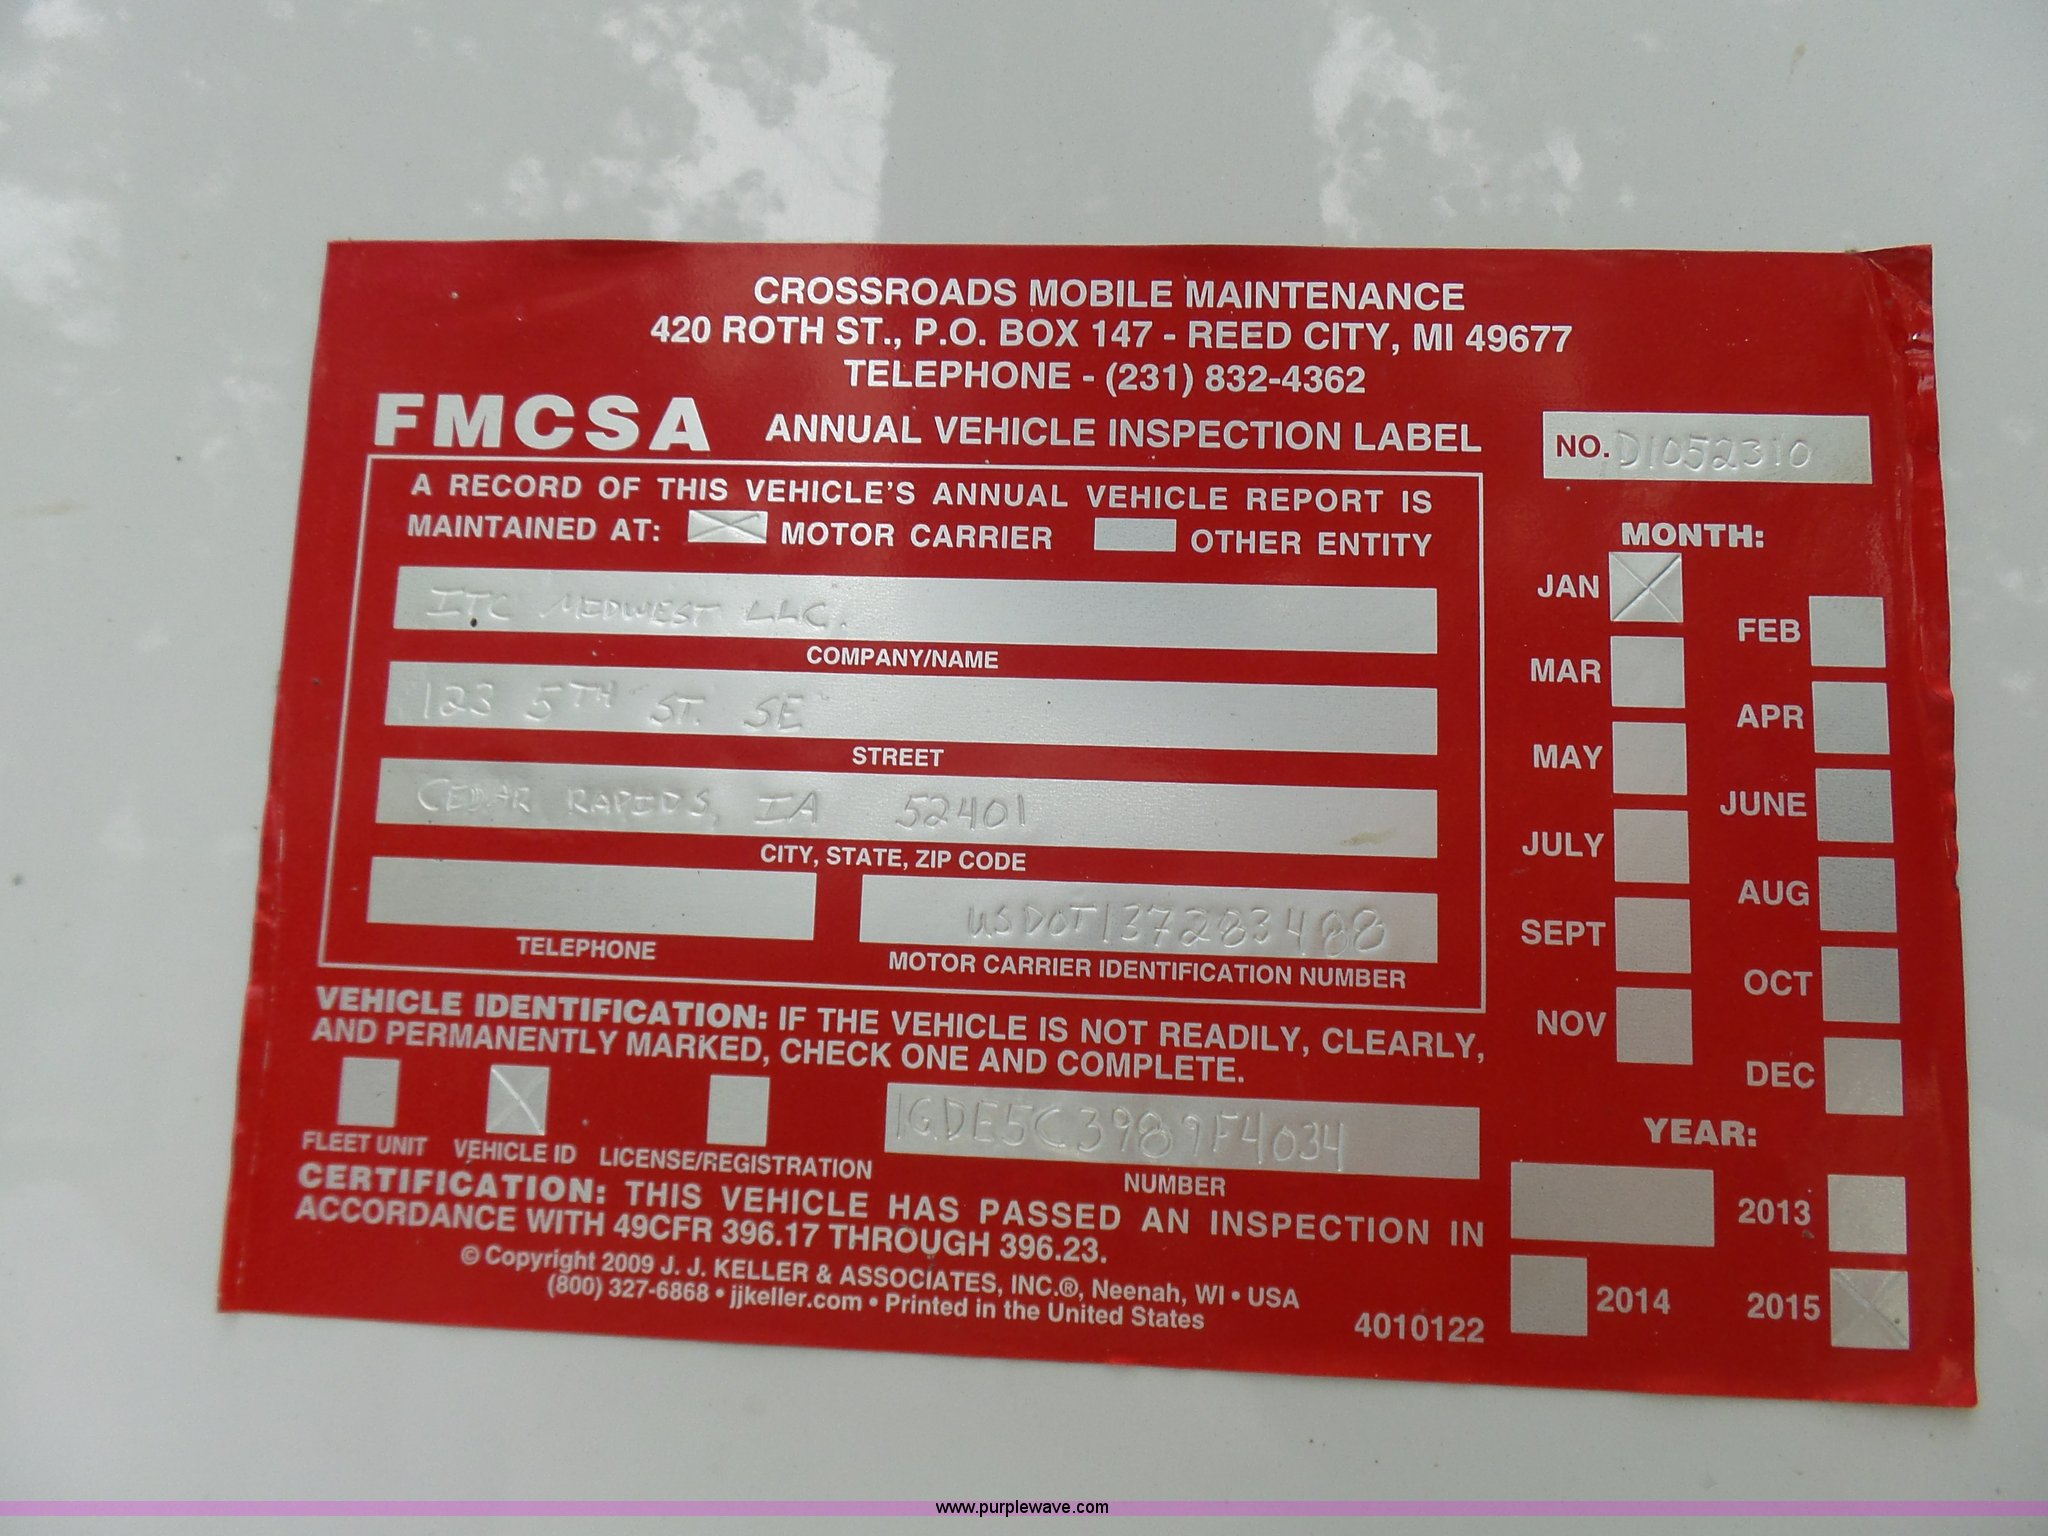 CROSSROADS MOBILE MAINTENANCE
420 ROTH ST., P.O. BOX 147 - REED CITY, MI 49677
TELEPHONE - (231) 832-4362
FMCSA ANNUAL VEHICLE INSPECTION LABEL
NO. D1052310
A RECORD OF THIS VEHICLE'S ANNUAL VEHICLE REPORT IS
MAINTAINED AT: MOTOR CARRIER OTHER ENTITY
ITC MIDWEST LLC.
COMPANY/NAME
123 5TH ST. SE
STREET
CEDAR RAPIDS, IA 52401
CITY, STATE, ZIP CODE
TELEPHONE
USDOT137283488
MOTOR CARRIER IDENTIFICATION NUMBER
VEHICLE IDENTIFICATION: IF THE VEHICLE IS NOT READILY, CLEARLY,
AND PERMANENTLY MARKED, CHECK ONE AND COMPLETE.
FLEET UNIT VEHICLE ID LICENSE/REGISTRATION
1GDE5C3989F4034
NUMBER
CERTIFICATION: THIS VEHICLE HAS PASSED AN INSPECTION IN
ACCORDANCE WITH 49CFR 396.17 THROUGH 396.23.
© Copyright 2009 J. J. KELLER & ASSOCIATES, INC.®, Neenah, WI • USA
(800) 327-6868 • jjkeller.com • Printed in the United States
4010122
MONTH:
JAN
FEB
MAR
APR
MAY
JUNE
JULY
AUG
SEPT
OCT
NOV
DEC
YEAR:
2013
2014
2015
www.purplewave.com